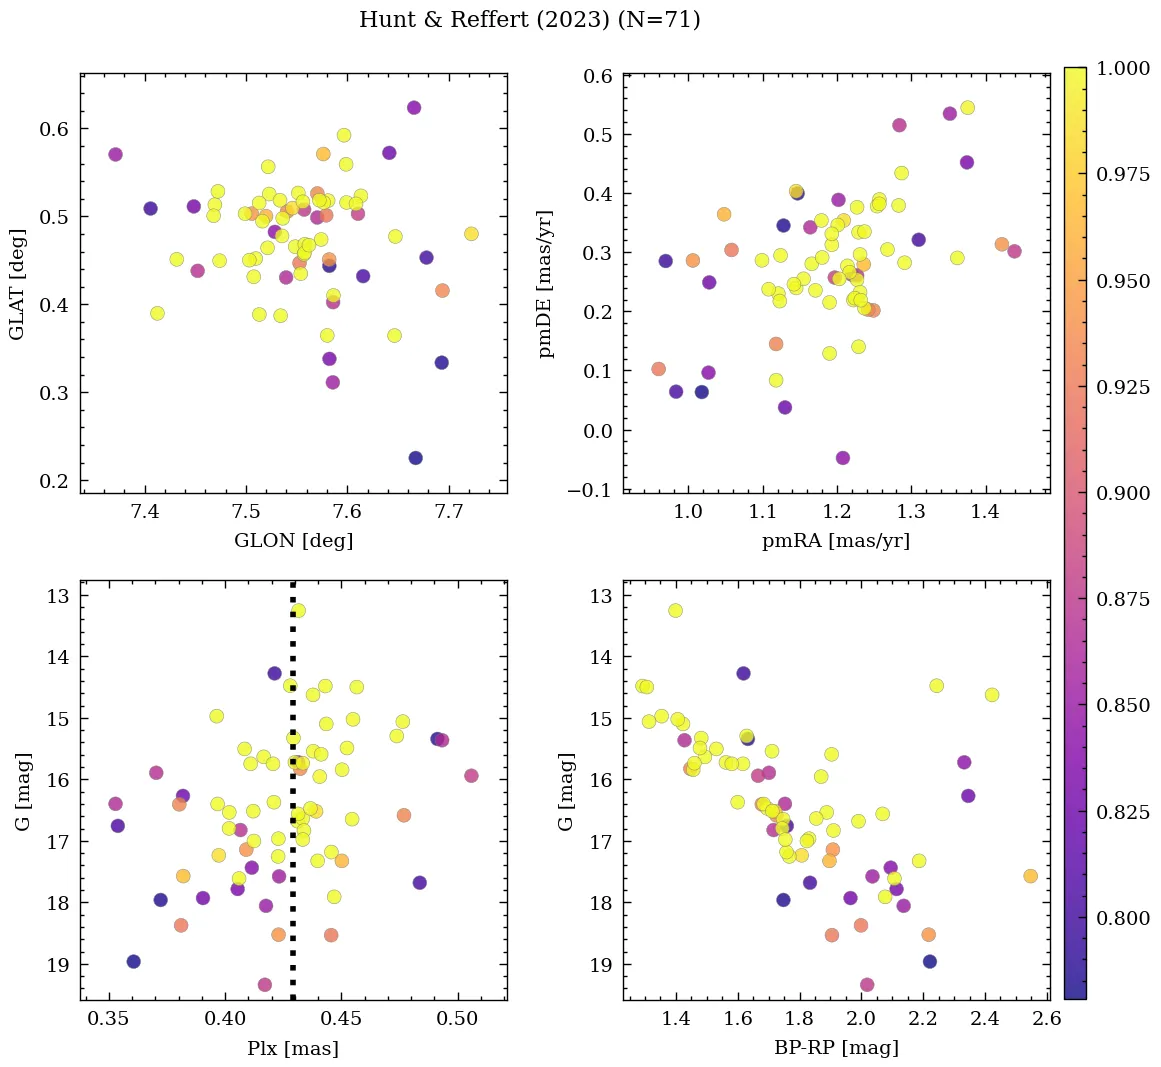 Hunt & Reffert (2023) (N=71)
0.6
0.5
0.4
0.3
0.2
GLAT [deg]
7.4 7.5 7.6 7.7
GLON [deg]
0.6
0.5
0.4
0.3
0.2
0.1
0.0
−0.1
pmDE [mas/yr]
1.0 1.1 1.2 1.3 1.4
pmRA [mas/yr]
13
14
15
16
17
18
19
G [mag]
0.35 0.40 0.45 0.50
Plx [mas]
13
14
15
16
17
18
19
G [mag]
1.4 1.6 1.8 2.0 2.2 2.4 2.6
BP-RP [mag]
1.000
0.975
0.950
0.925
0.900
0.875
0.850
0.825
0.800